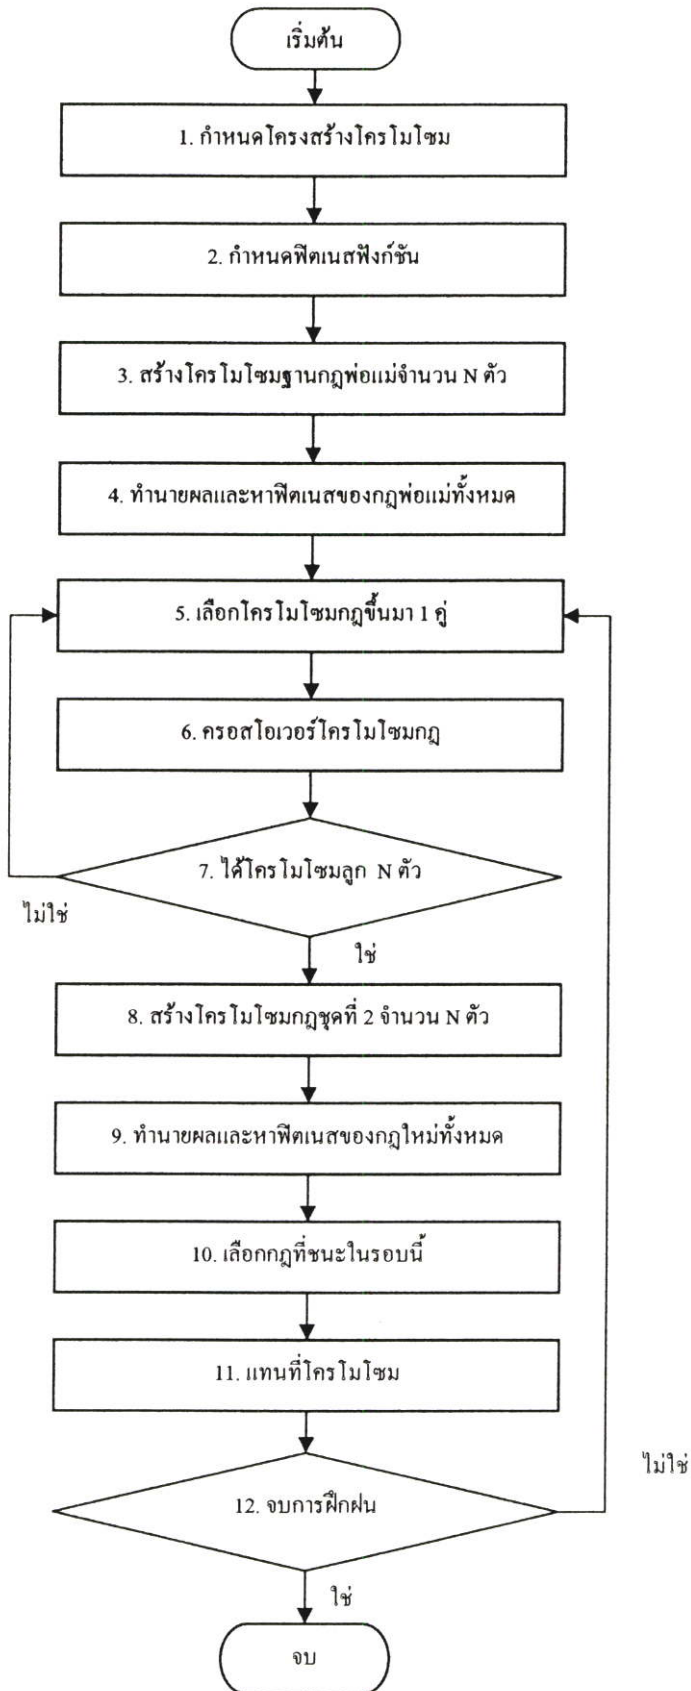 เริ่มต้น
1. กำหนดโครงสร้างโครโมโซม
2. กำหนดฟิตเนสฟังก์ชัน
3. สร้างโครโมโซมฐานกฎพ่อแม่จำนวน N ตัว
4. ทำนายผลและหาฟิตเนสของกฎพ่อแม่ทั้งหมด
5. เลือกโครโมโซมกฎขึ้นมา 1 คู่
6. ครอสโอเวอร์โครโมโซมกฎ
7. ได้โครโมโซมลูก N ตัว
ไม่ใช่
ใช่
8. สร้างโครโมโซมกฎชุดที่ 2 จำนวน N ตัว
9. ทำนายผลและหาฟิตเนสของกฎใหม่ทั้งหมด
10. เลือกกฎที่ชนะในรอบนี้
11. แทนที่โครโมโซม
ไม่ใช่
12. จบการฝึกฝน
ใช่
จบ